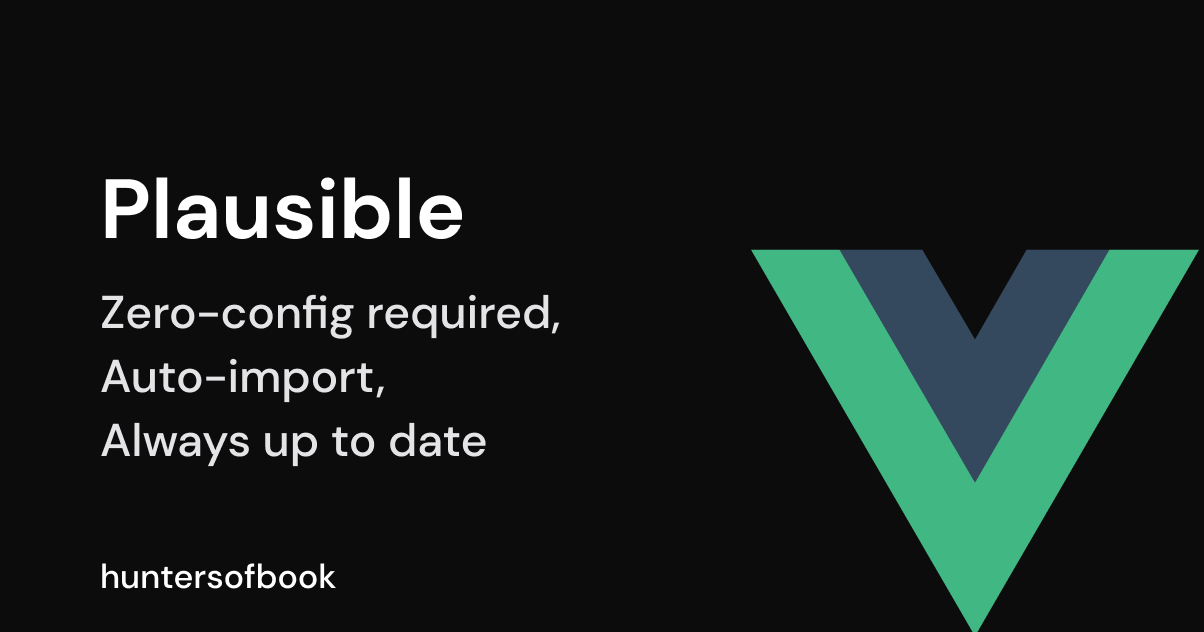 Plausible
Zero-config required,
Auto-import,
Always up to date
huntersofbook